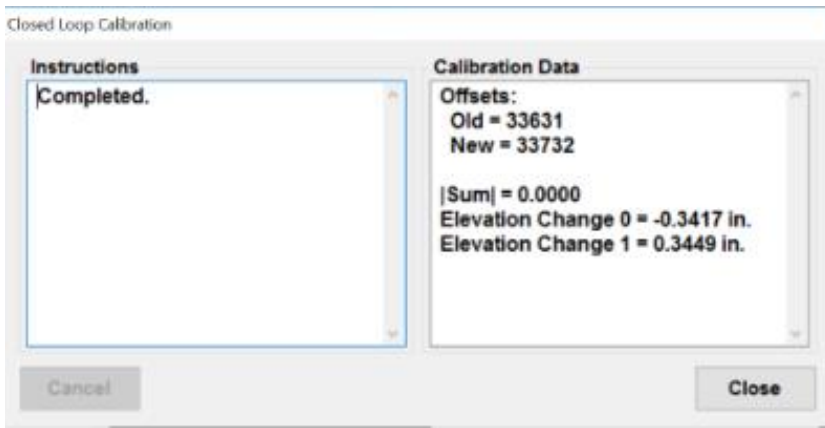 Closed Loop Calibration
Instructions
Completed.
Calibration Data
Offsets:
Old = 33631
New = 33732
|Sum| = 0.0000
Elevation Change 0 = -0.3417 in.
Elevation Change 1 = 0.3449 in.
Cancel
Close